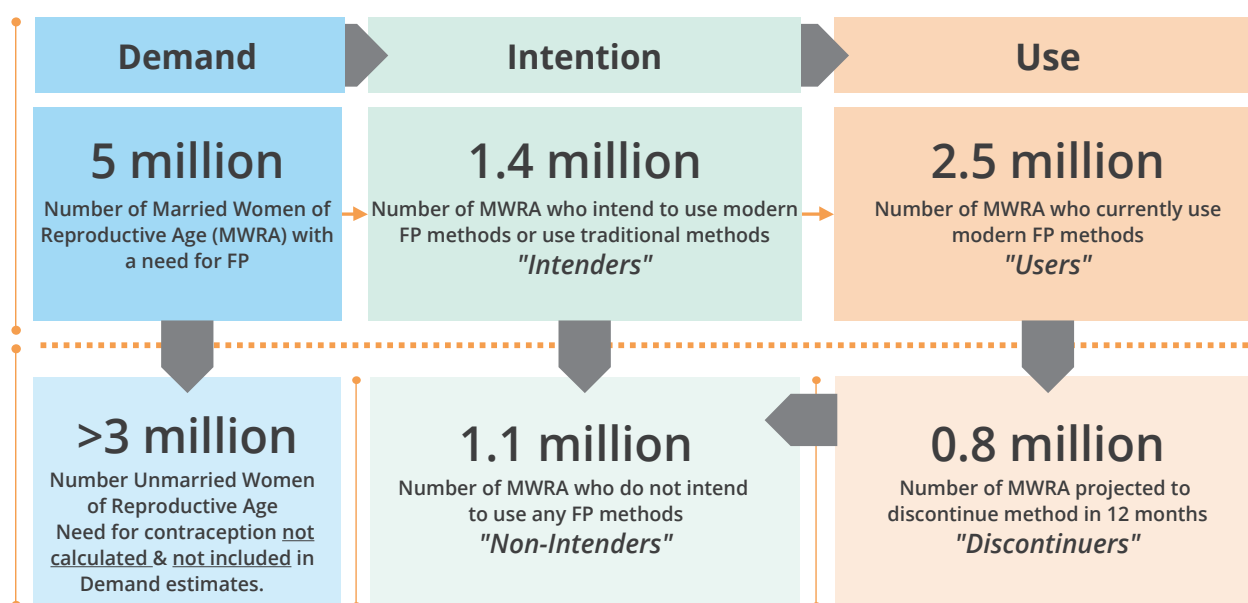 Demand
Intention
Use
5 million
Number of Married Women of
Reproductive Age (MWRA) with
a need for FP
1.4 million
Number of MWRA who intend to use modern
FP methods or use traditional methods
"Intenders"
2.5 million
Number of MWRA who currently use
modern FP methods
"Users"
>3 million
Number Unmarried Women
of Reproductive Age
Need for contraception not
calculated & not included in
Demand estimates.
1.1 million
Number of MWRA who do not intend
to use any FP methods
"Non-Intenders"
0.8 million
Number of MWRA projected to
discontinue method in 12 months
"Discontinuers"